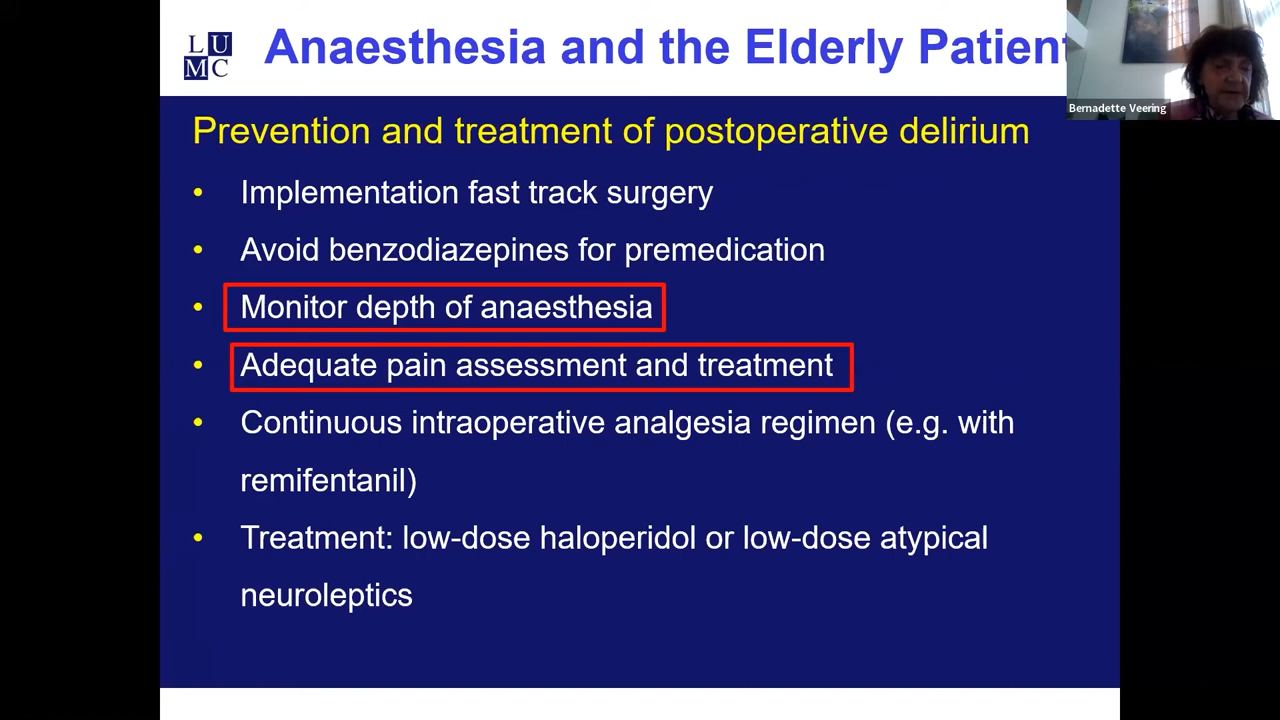 LU
MC
Anaesthesia and the Elderly Patient
Bernadette Veering
Prevention and treatment of postoperative delirium
• Implementation fast track surgery
• Avoid benzodiazepines for premedication
• Monitor depth of anaesthesia
• Adequate pain assessment and treatment
• Continuous intraoperative analgesia regimen (e.g. with
remifentanil)
• Treatment: low-dose haloperidol or low-dose atypical
neuroleptics